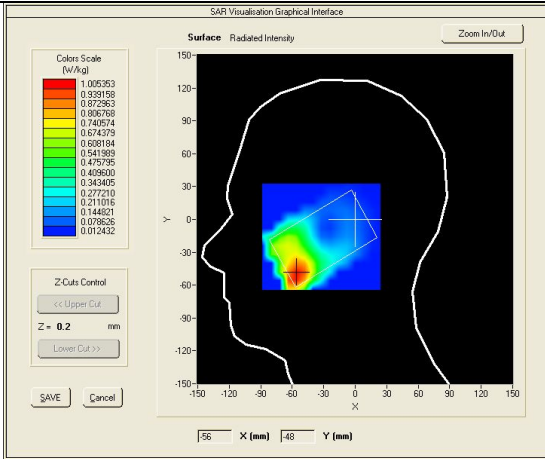 SAR Visualisation Graphical Interface
Surface Radiated Intensity
Zoom In/Out
Colors Scale
(W/kg)
1.005353
0.939158
0.872963
0.806768
0.740574
0.674379
0.608184
0.541989
0.475795
0.409600
0.343405
0.277210
0.211016
0.144821
0.078626
0.012432
Z-Cuts Control
<< Upper Cut
Z = 0.2 mm
Lower Cut >>
SAVE Cancel
150-
120-
90-
60-
30-
0-
-30-
-60-
-90-
-120-
-150-
Y
-150 -120 -90 -60 -30 0 30 60 90 120 150
X
-56 X (mm) -48 Y (mm)